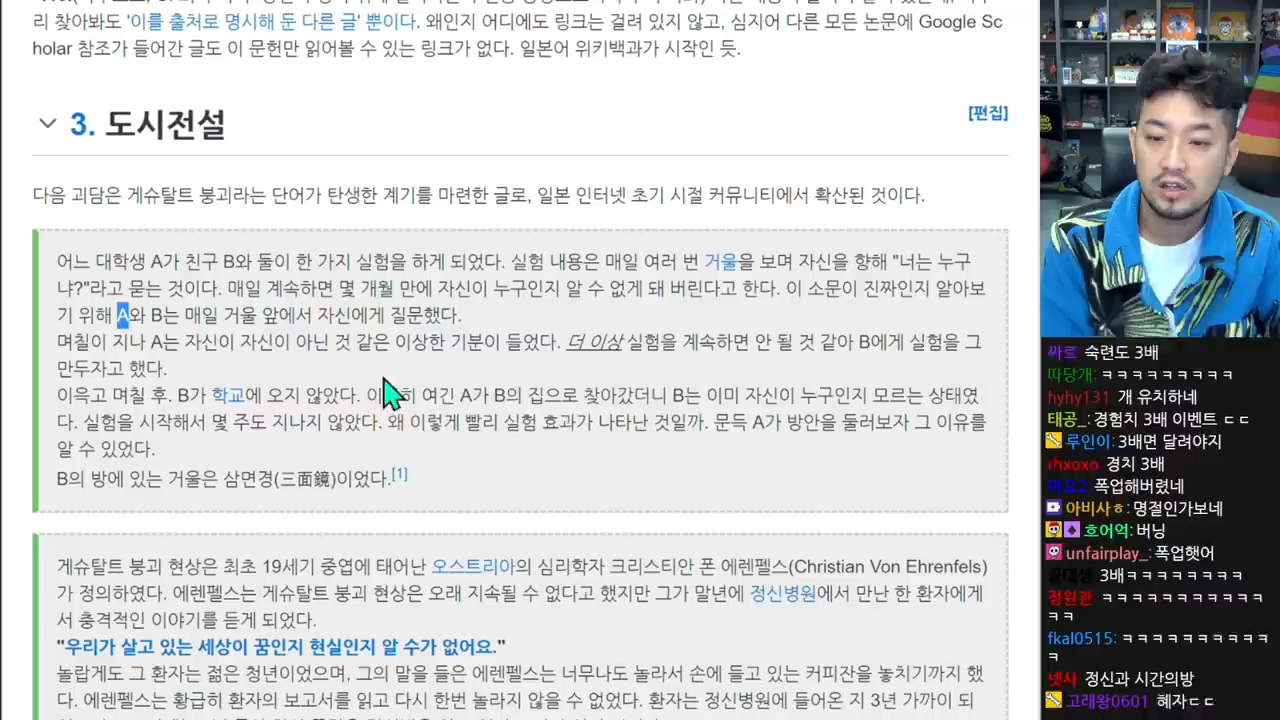 리 찾아봐도 '이를 출처로 명시해 둔 다른 글' 뿐이다. 왜인지 어디에도 링크는 걸려 있지 않고, 심지어 다른 모든 논문에 Google Sc
holar 참조가 들어간 글도 이 문헌만 읽어볼 수 있는 링크가 없다. 일본어 위키백과가 시작인 듯.
3. 도시전설
[편집]
다음 괴담은 게슈탈트 붕괴라는 단어가 탄생한 계기를 마련한 글로, 일본 인터넷 초기 시절 커뮤니티에서 확산된 것이다.
어느 대학생 A가 친구 B와 둘이 한 가지 실험을 하게 되었다. 실험 내용은 매일 여러 번 거울을 보며 자신을 향해 "너는 누구
냐?"라고 묻는 것이다. 매일 계속하면 몇 개월 만에 자신이 누구인지 알 수 없게 돼 버린다고 한다. 이 소문이 진짜인지 알아보
기 위해 A와 B는 매일 거울 앞에서 자신에게 질문했다.
며칠이 지나 A는 자신이 자신이 아닌 것 같은 이상한 기분이 들었다. 더 이상 실험을 계속하면 안 될 것 같아 B에게 실험을 그
만두자고 했다.
이윽고 며칠 후. B가 학교에 오지 않았다. 여긴 A가 B의 집으로 찾아갔더니 B는 이미 자신이 누구인지 모르는 상태였
다. 실험을 시작해서 몇 주도 지나지 않았다. 왜 이렇게 빨리 실험 효과가 나타난 것일까. 문득 A가 방안을 둘러보자 그 이유를
알 수 있었다.
B의 방에 있는 거울은 삼면경(三面鏡)이었다.[1]
게슈탈트 붕괴 현상은 최초 19세기 중엽에 태어난 오스트리아의 심리학자 크리스티안 폰 에렌펠스(Christian Von Ehrenfels)
가 정의하였다. 에렌펠스는 게슈탈트 붕괴 현상은 오래 지속될 수 없다고 했지만 그가 말년에 정신병원에서 만난 한 환자에게
서 충격적인 이야기를 듣게 되었다.
"우리가 살고 있는 세상이 꿈인지 현실인지 알 수가 없어요."
놀랍게도 그 환자는 젊은 청년이었으며, 그의 말을 들은 에렌펠스는 너무나도 놀라서 손에 들고 있는 커피잔을 놓치기까지 했
다. 에렌펠스는 황급히 환자의 보고서를 읽고 다시 한번 놀라지 않을 수 없었다. 환자는 정신병원에 들어온 지 3년 가까이 되
싸로 숙련도 3배
따당개: ㅋㅋㅋㅋㅋㅋㅋㅋㅋ
hyhy131 개 유치하네
태공_: 경험치 3배 이벤트 ㄷㄷ
루인이: 3배면 달려야지
rhxoxo 경치 3배
마요2 폭업해버렸네
아비사ㅎ: 명절인가보네
흐어억: 버닝
unfairplay_: 폭업햇어
3배ㅋㅋㅋㅋㅋㅋㅋㅋ
정원관 ㅋㅋㅋㅋㅋㅋㅋㅋㅋㅋㅋ
ㅋㅋ
fkal0515: ㅋㅋㅋㅋㅋㅋㅋㅋㅋㅋ
ㅋ
넷사 정신과 시간의방
고래왕0601 혜자ㄷㄷ